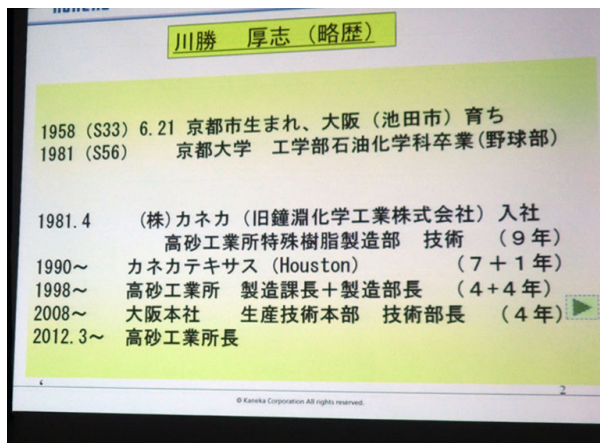 川勝　厚志（略歴）
1958（S33）6.21 京都市生まれ、大阪（池田市）育ち
1981（S56）　京都大学　工学部石油化学科卒業(野球部)
1981.4　（株)カネカ（旧鐘淵化学工業株式会社）入社
高砂工業所特殊樹脂製造部　技術　（９年）
1990～　カネカテキサス（Houston）　（７＋１年）
1998～　高砂工業所　製造課長＋製造部長　（４+４年）
2008～　大阪本社　生産技術本部　技術部長　（４年）
2012.3～　高砂工業所長
© Kaneka Corporation All rights reserved.
2